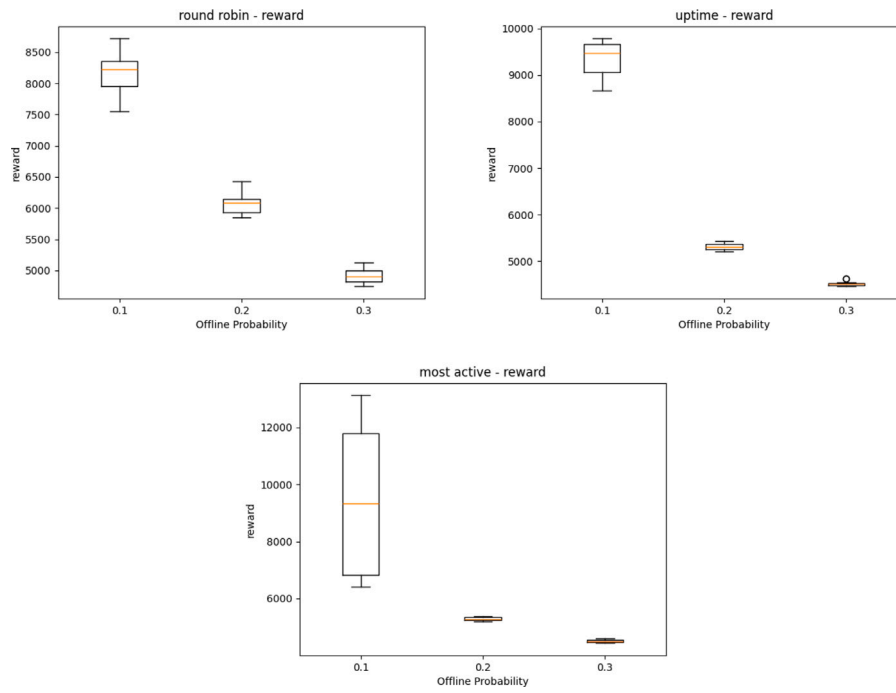 round robin - reward
8500
8000
7500
7000
6500
6000
5500
5000
reward
0.1 0.2 0.3
Offline Probability
uptime - reward
10000
9000
8000
7000
6000
5000
reward
0.1 0.2 0.3
Offline Probability
most active - reward
12000
10000
8000
6000
reward
0.1 0.2 0.3
Offline Probability